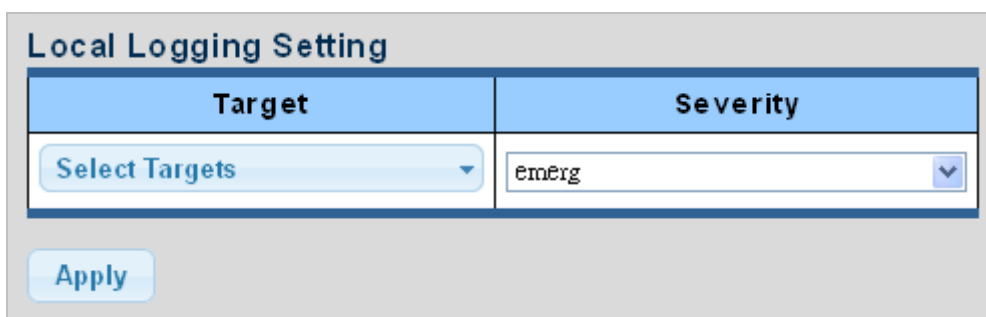 Local Logging Setting
Target Severity
Select Targets emerg
Apply